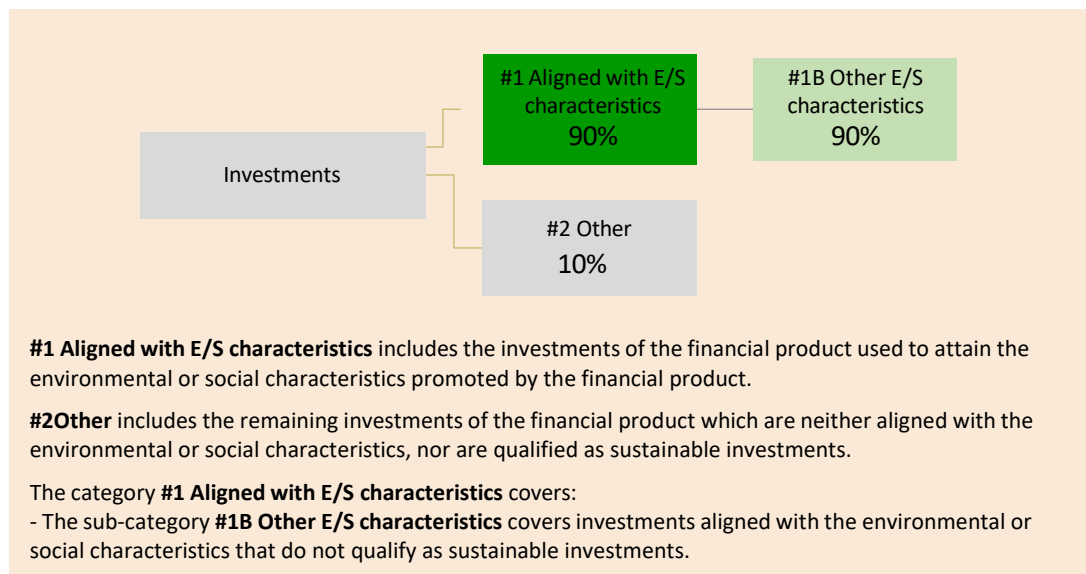 #1 Aligned with E/S
characteristics
90%
#1B Other E/S
characteristics
90%
Investments
#2 Other
10%
#1 Aligned with E/S characteristics includes the investments of the financial product used to attain the
environmental or social characteristics promoted by the financial product.
#2Other includes the remaining investments of the financial product which are neither aligned with the
environmental or social characteristics, nor are qualified as sustainable investments.
The category #1 Aligned with E/S characteristics covers:
- The sub-category #1B Other E/S characteristics covers investments aligned with the environmental or
social characteristics that do not qualify as sustainable investments.